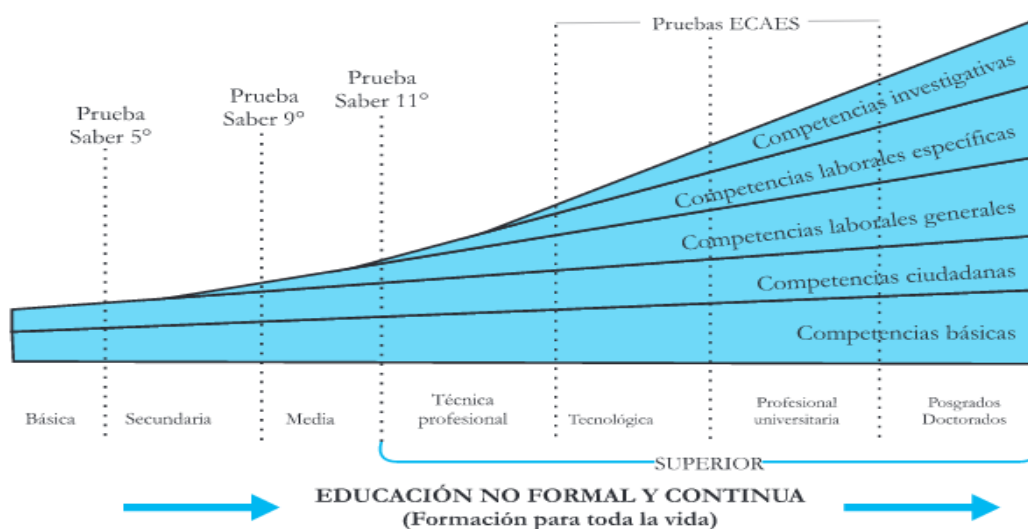 Pruebas ECAES
Prueba
Saber 11°
Prueba
Saber 9°
Prueba
Saber 5°
Competencias investigativas
Competencias laborales específicas
Competencias laborales generales
Competencias ciudadanas
Competencias básicas
Básica
Secundaria
Media
Técnica
profesional
Tecnológica
Profesional
universitaria
Posgrados
Doctorados
SUPERIOR
EDUCACIÓN NO FORMAL Y CONTINUA
(Formación para toda la vida)